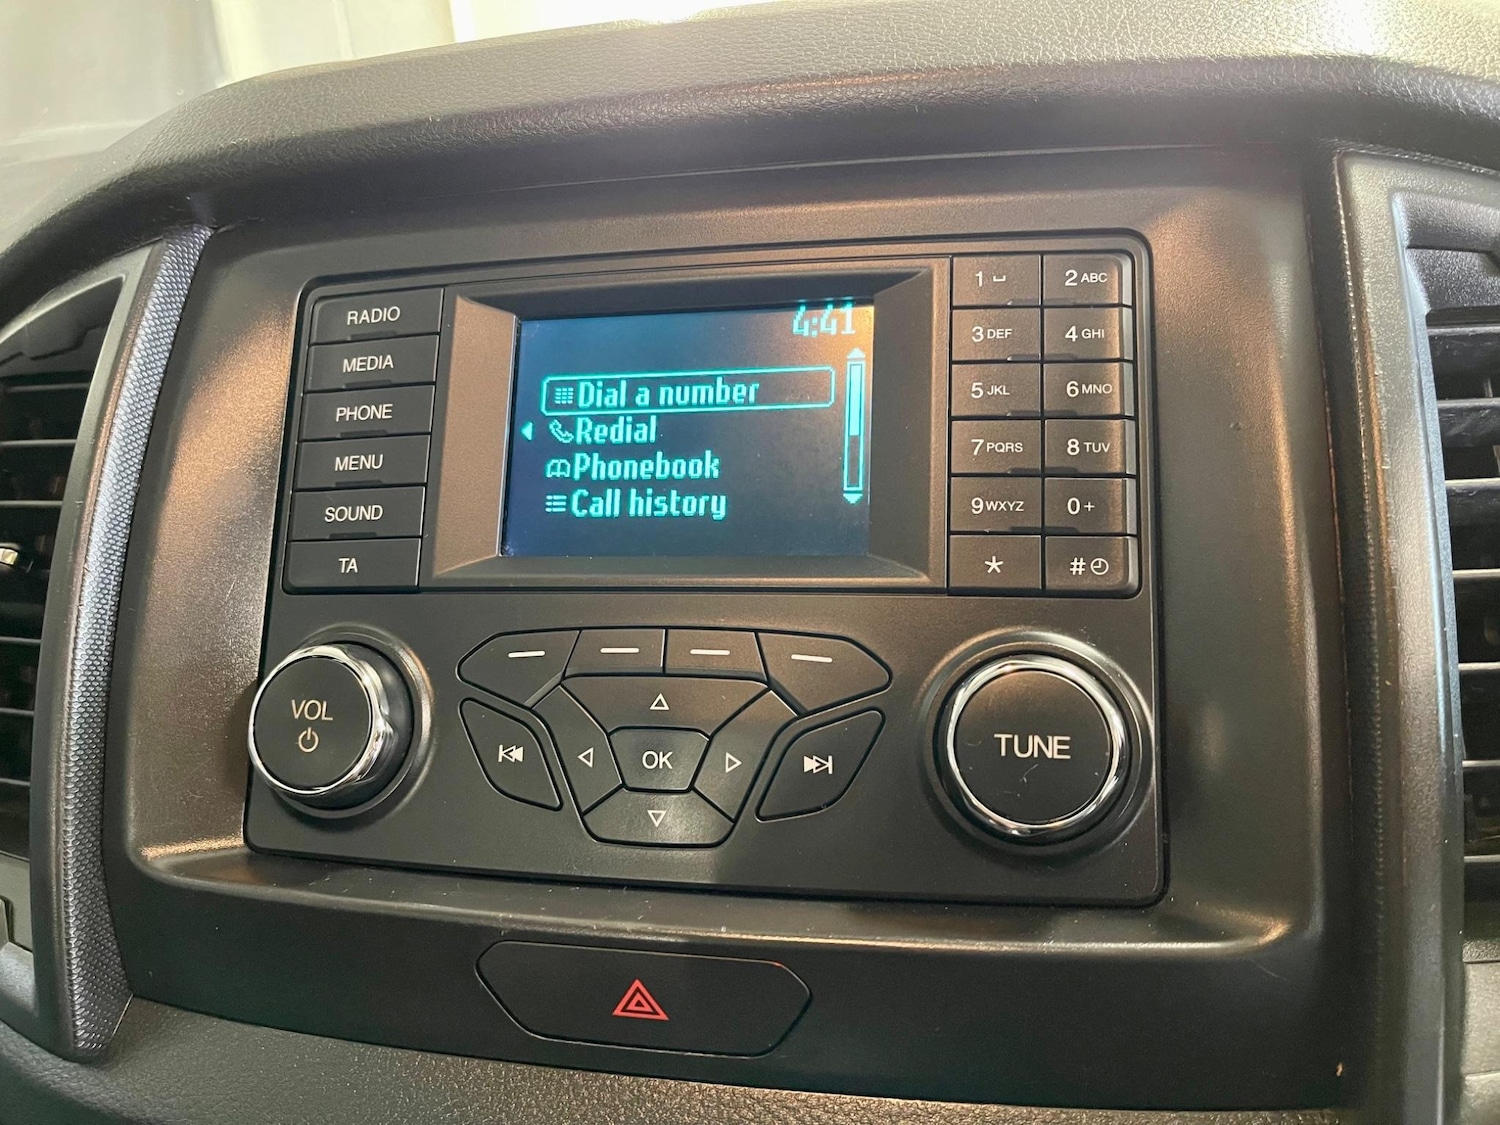 4:41
Dial a number
Redial
Phonebook
Call history
RADIO
MEDIA
PHONE
MENU
SOUND
TA
1
2 ABC
3 DEF
4 GHI
5 JKL
6 MNO
7 PQRS
8 TUV
9 WXYZ
0 +
*
#
VOL
OK
TUNE